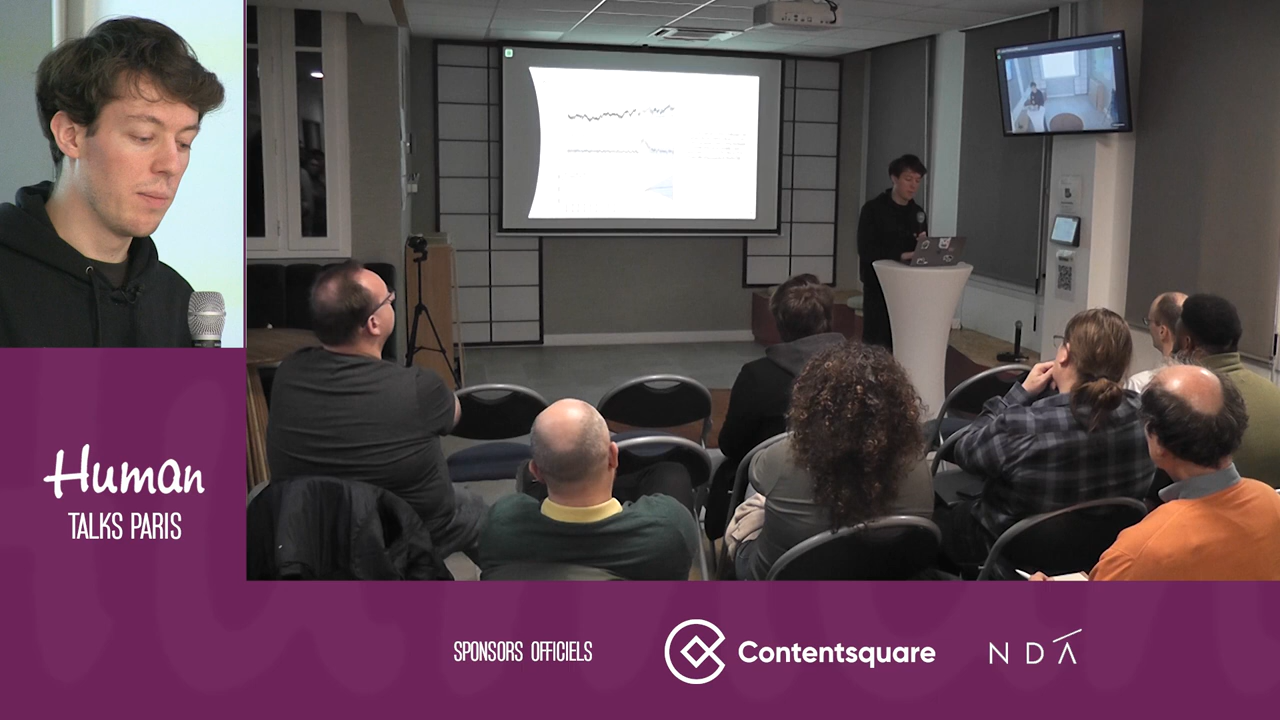 Human
TALKS PARIS
SPONSORS OFFICIELS
Contentsquare
NDA